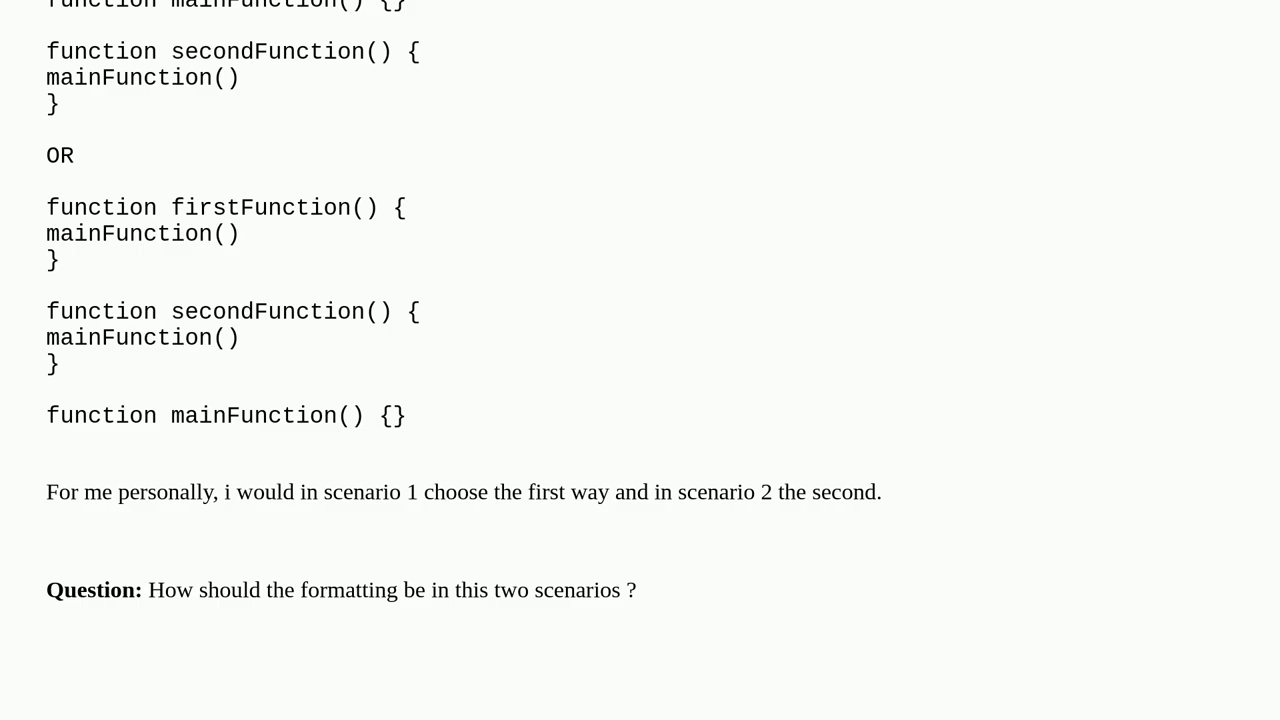 function mainFunction() {}
function secondFunction() {
mainFunction()
}
OR
function firstFunction() {
mainFunction()
}
function secondFunction() {
mainFunction()
}
function mainFunction() {}
For me personally, i would in scenario 1 choose the first way and in scenario 2 the second.
Question: How should the formatting be in this two scenarios ?